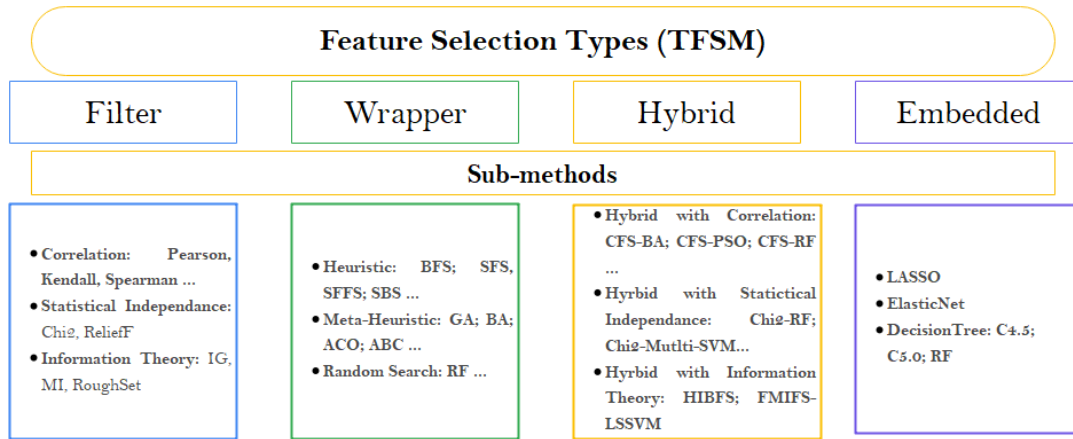 Feature Selection Types (TFSM)
Filter
Wrapper
Hybrid
Embedded
Sub-methods
• Correlation: Pearson,
Kendall, Spearman ...
• Statistical Independance:
Chi2, ReliefF
• Information Theory: IG,
MI, RoughSet
• Heuristic: BFS; SFS,
SFFS; SBS ...
• Meta-Heuristic: GA; BA;
ACO; ABC ...
• Random Search: RF ...
• Hybrid with Correlation:
CFS-BA; CFS-PSO; CFS-RF
...
• Hyrbid with Statictical
Independance: Chi2-RF;
Chi2-Mutlti-SVM...
• Hyrbid with Information
Theory: HIBFS; FMIFS-
LSSVM
• LASSO
• ElasticNet
• DecisionTree: C4.5;
C5.0; RF